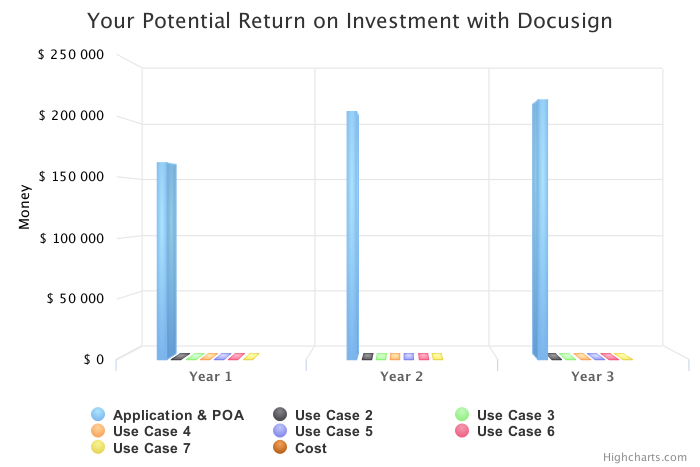 Your Potential Return on Investment with Docusign
$ 250 000
$ 200 000
$ 150 000
$ 100 000
$ 50 000
$ 0
Money
Year 1 Year 2 Year 3
Application & POA Use Case 2 Use Case 3
Use Case 4 Use Case 5 Use Case 6
Use Case 7 Cost
Highcharts.com